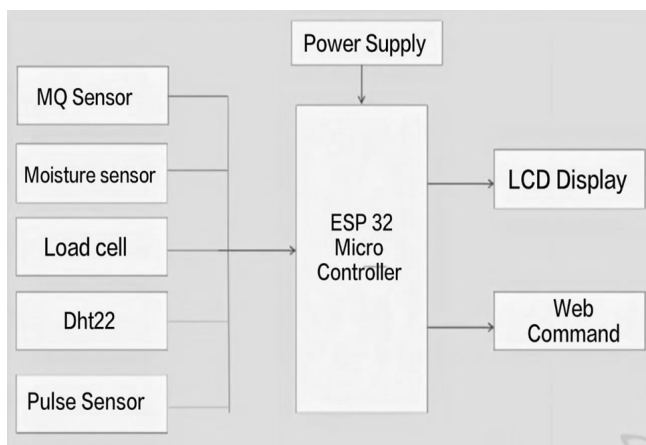 Power Supply
MQ Sensor
Moisture sensor
Load cell
Dht22
Pulse Sensor
ESP 32
Micro
Controller
LCD Display
Web
Command